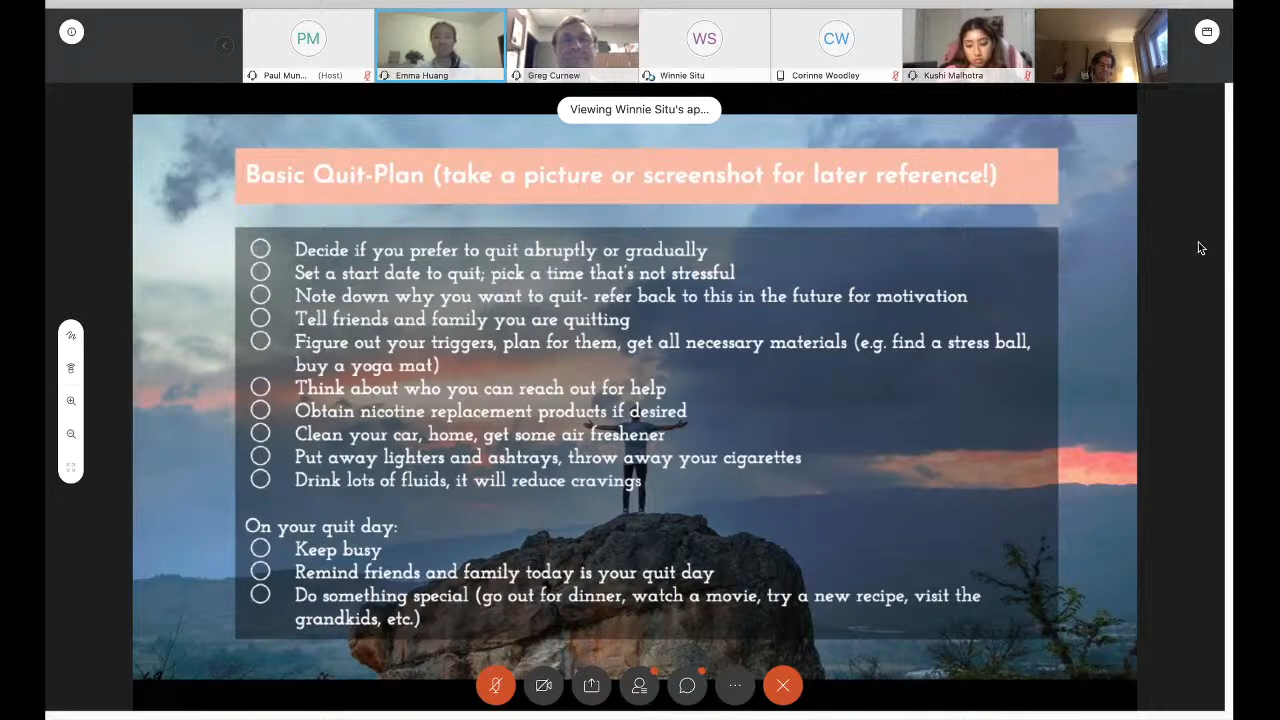 PM
WS
CW
Paul Mun... (Host)
Emma Huang
Greg Curnew
Winnie Situ
Corinne Woodley
Kushi Malhotra
Viewing Winnie Situ's ap...
Basic Quit-Plan (take a picture or screenshot for later reference!)
Decide if you prefer to quit abruptly or gradually
Set a start date to quit; pick a time that's not stressful
Note down why you want to quit- refer back to this in the future for motivation
Tell friends and family you are quitting
Figure out your triggers, plan for them, get all necessary materials (e.g. find a stress ball,
buy a yoga mat)
Think about who you can reach out for help
Obtain nicotine replacement products if desired
Clean your car, home, get some air freshener
Put away lighters and ashtrays, throw away your cigarettes
Drink lots of fluids, it will reduce cravings
On your quit day:
Keep busy
Remind friends and family today is your quit day
Do something special (go out for dinner, watch a movie, try a new recipe, visit the
grandkids, etc.)